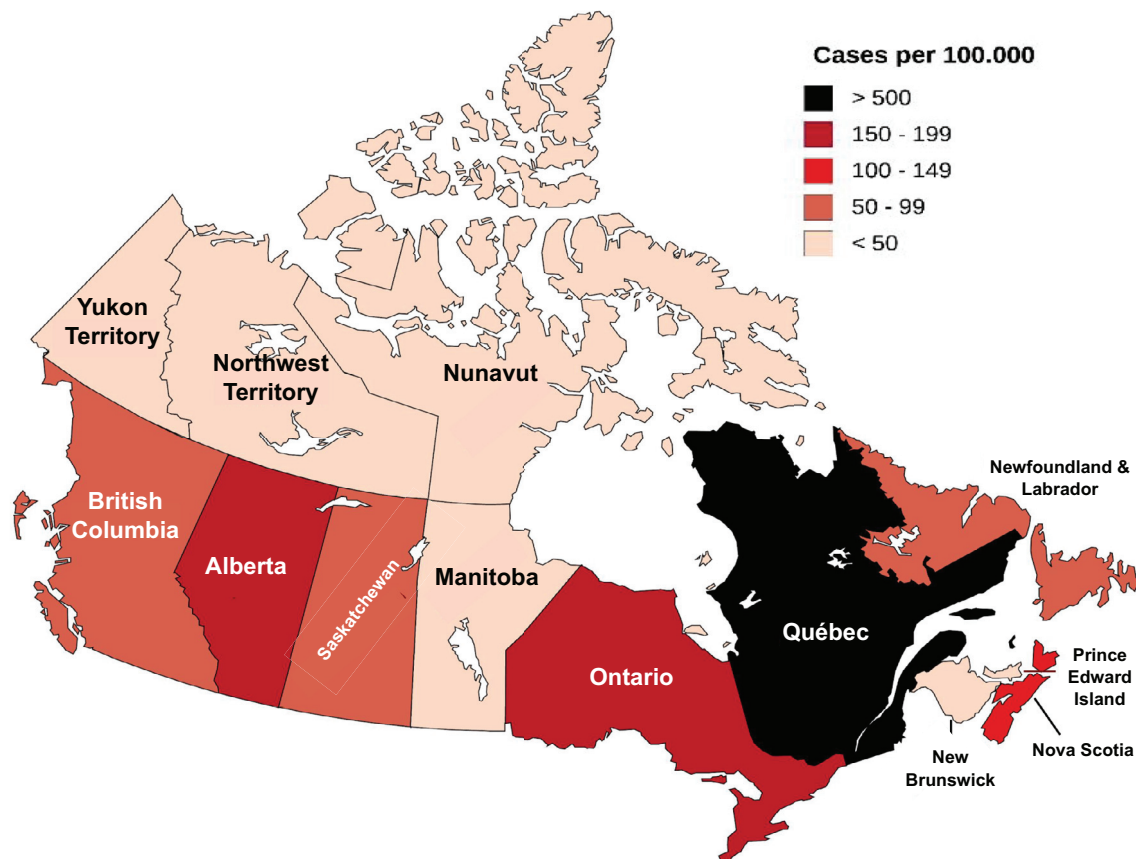 Cases per 100.000
> 500
150 - 199
100 - 149
50 - 99
< 50
Yukon
Territory
Northwest
Territory
Nunavut
British
Columbia
Alberta
Saskatchewan
Manitoba
Ontario
Québec
Newfoundland &
Labrador
Prince
Edward
Island
Nova Scotia
New
Brunswick